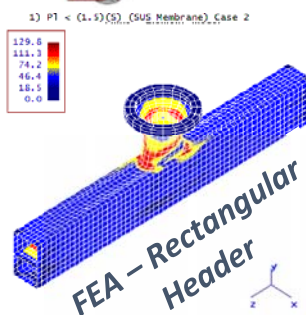 1) Pl < (1.5)(S) (SUS Membrane) Case 2
129.8
111.3
74.2
46.4
18.5
0.0
FEA – Rectangular
Header
y
z
x